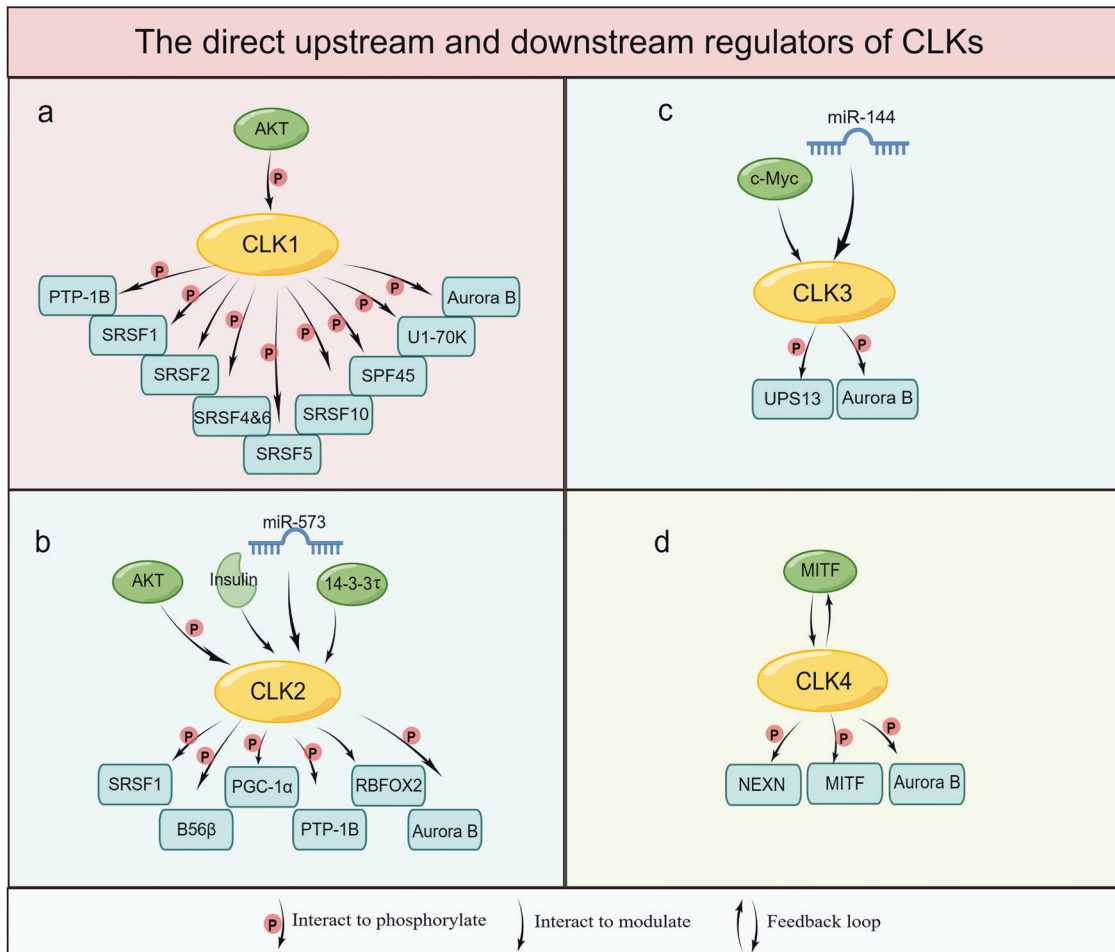 The direct upstream and downstream regulators of CLKs
a
AKT
P
CLK1
P
P
P
P
P
P
P
P
PTP-1B
SRSF1
SRSF2
SRSF4&6
SRSF5
SRSF10
SPF45
U1-70K
Aurora B
b
miR-573
AKT
Insulin
14-3-3τ
P
CLK2
P
P
P
P
P
SRSF1
B56β
PGC-1α
PTP-1B
RBFOX2
Aurora B
c
miR-144
c-Myc
CLK3
P
P
UPS13
Aurora B
d
MITF
CLK4
P
P
P
NEXN
MITF
Aurora B
P
Interact to phosphorylate
Interact to modulate
Feedback loop